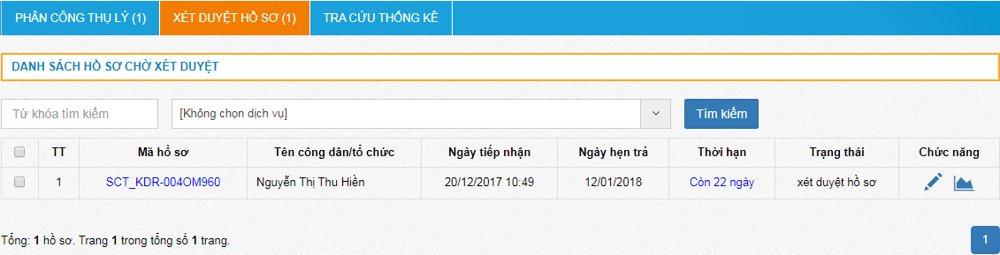 PHÂN CÔNG THỤ LÝ (1) XÉT DUYỆT HỒ SƠ (1) TRA CỨU THỐNG KÊ
DANH SÁCH HỒ SƠ CHỜ XÉT DUYỆT
Từ khóa tìm kiếm [Không chọn dịch vụ] Tìm kiếm
TT Mã hồ sơ Tên công dân/tổ chức Ngày tiếp nhận Ngày hẹn trả Thời hạn Trạng thái Chức năng
1 SCT_KDR-004OM960 Nguyễn Thị Thu Hiền 20/12/2017 10:49 12/01/2018 Còn 22 ngày xét duyệt hồ sơ
Tổng: 1 hồ sơ. Trang 1 trong tổng số 1 trang. 1